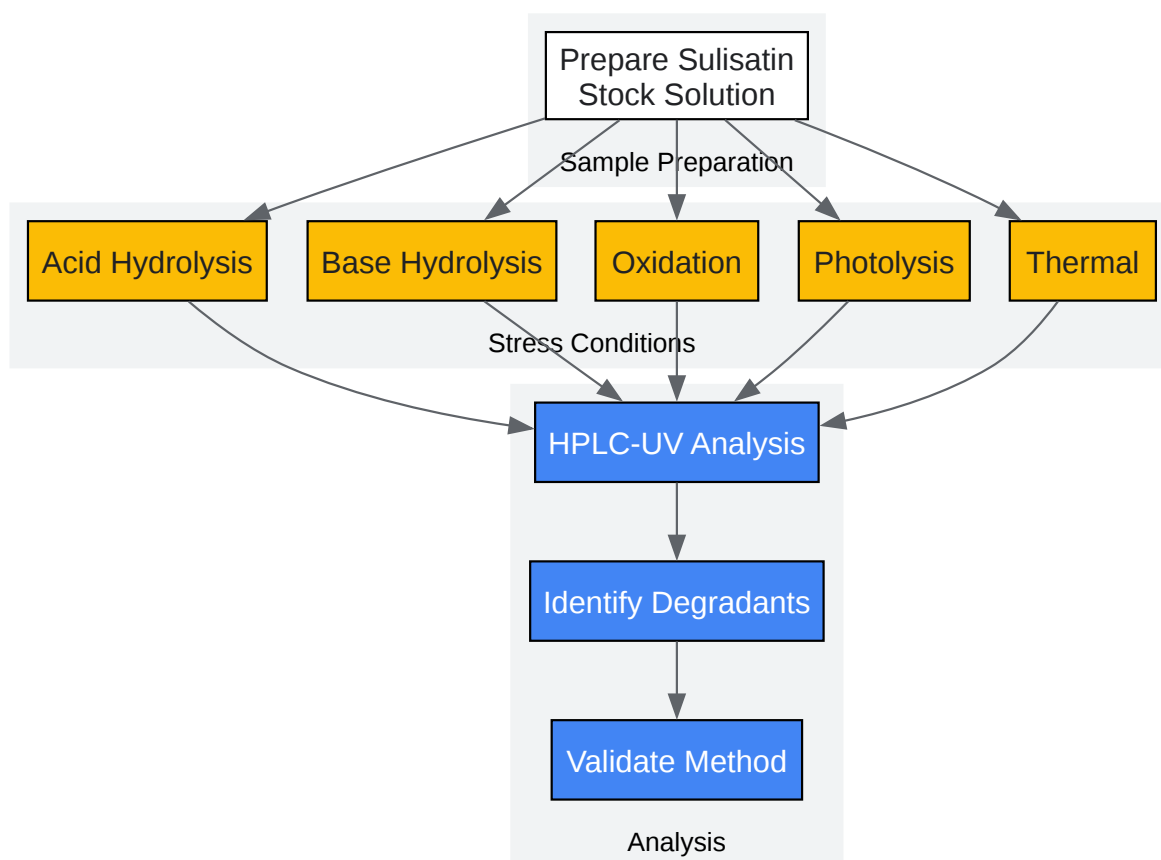 Prepare Sulisatin
Stock Solution
Sample Preparation
Acid Hydrolysis
Base Hydrolysis
Oxidation
Photolysis
Thermal
Stress Conditions
HPLC-UV Analysis
Identify Degradants
Validate Method
Analysis